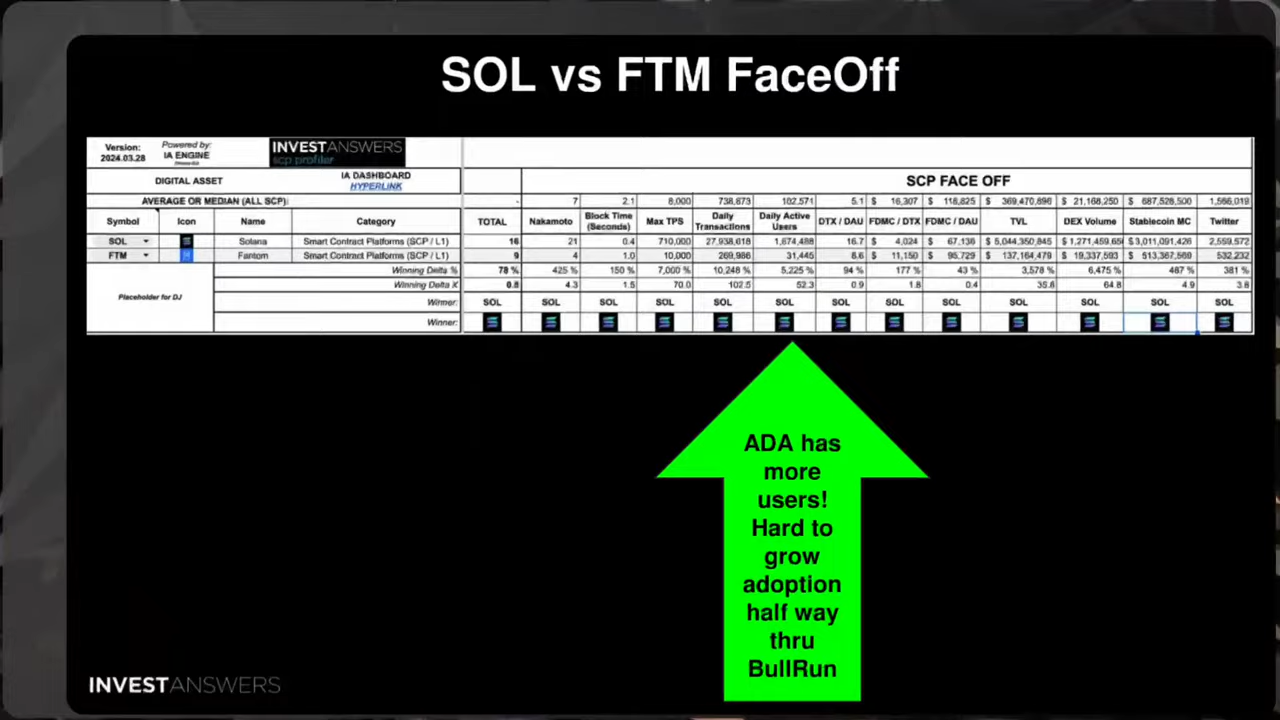 SOL vs FTM FaceOff
Version: 2024.03.28 Powered by: IA ENGINE INVESTANSWERS scp profiler
DIGITAL ASSET IA DASHBOARD HYPERLINK SCP FACE OFF
AVERAGE OR MEDIAN (ALL SCP): - 7 2.1 8,000 738,673 102,571 5.1 $ 16,307 $ 118,825 $ 369,470,896 $ 21,168,250 $ 687,528,500 1,566,019
Symbol Icon Name Category TOTAL Nakamoto Block Time (Seconds) Max TPS Daily Transactions Daily Active Users DTX / DAU FDMC / DTX FDMC / DAU TVL DEX Volume Stablecoin MC Twitter
SOL Solana Smart Contract Platforms (SCP / L1) 16 21 0.4 710,000 27,938,618 1,674,488 16.7 $ 4,024 $ 67,136 $ 5,044,350,845 $ 1,271,459,65 $ 3,011,091,426 2,559,572
FTM Fantom Smart Contract Platforms (SCP / L1) 9 4 1.0 10,000 269,986 31,445 8.6 $ 11,150 $ 95,729 $ 137,164,479 $ 19,337,593 $ 513,367,569 532,232
Winning Delta % 78 % 425 % 150 % 7,000 % 10,248 % 5,225 % 94 % 177 % 43 % 3,578 % 6,475 % 487 % 381 %
Winning Delta X 0.8 4.3 1.5 70.0 102.5 52.3 0.9 1.8 0.4 35.8 64.8 4.9 3.8
Placeholder for DJ
Winner: SOL SOL SOL SOL SOL SOL SOL SOL SOL SOL SOL SOL SOL
Winner:
ADA has
more
users!
Hard to
grow
adoption
half way
thru
BullRun
INVESTANSWERS